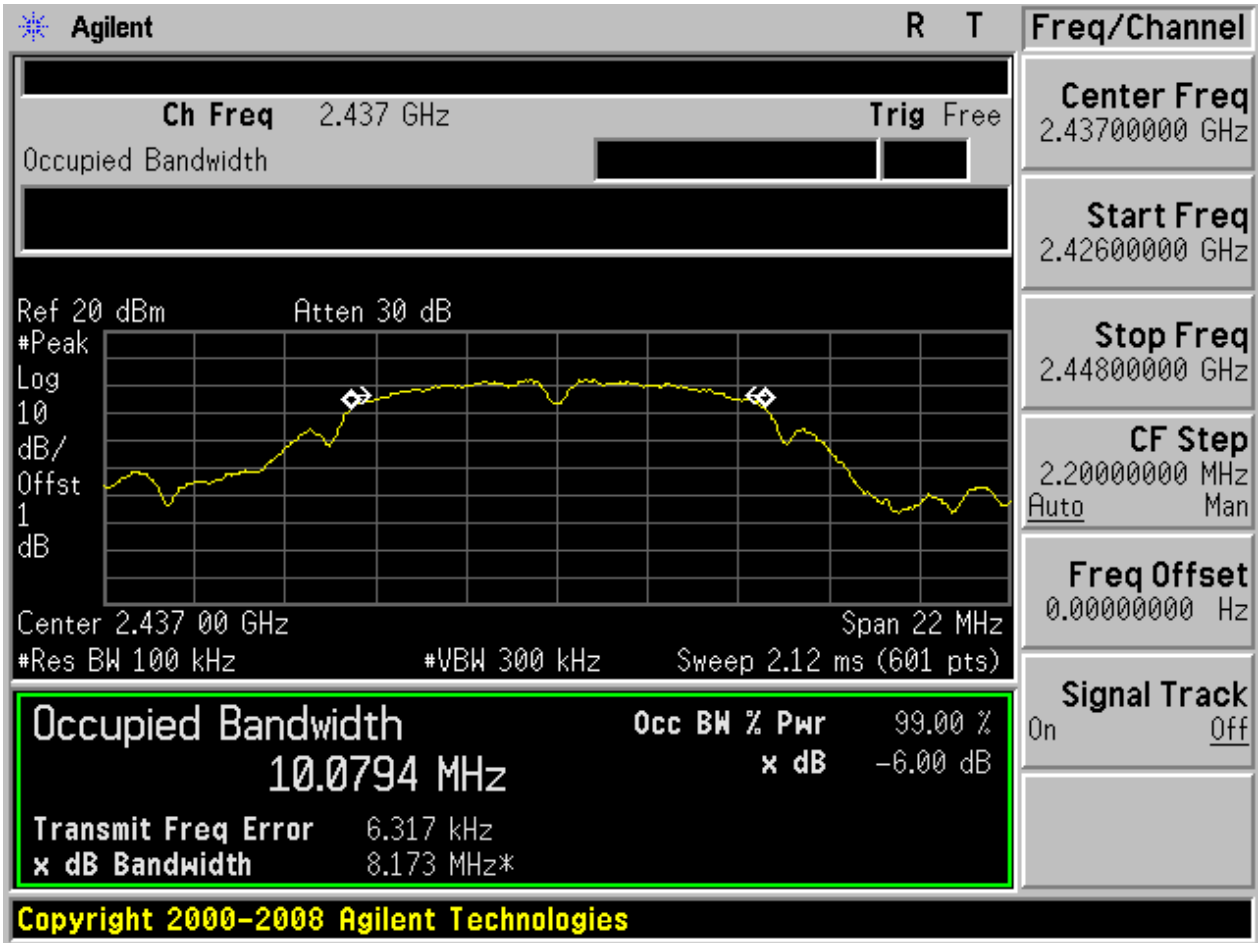 Agilent R T
Freq/Channel
Ch Freq 2.437 GHz Trig Free
Occupied Bandwidth
Center Freq
2.43700000 GHz
Start Freq
2.42600000 GHz
Stop Freq
2.44800000 GHz
CF Step
2.20000000 MHz
Auto Man
Freq Offset
0.00000000 Hz
Signal Track
On Off
Ref 20 dBm Atten 30 dB
#Peak
Log
10
dB/
Offst
1
dB
Center 2.437 00 GHz Span 22 MHz
#Res BW 100 kHz #VBW 300 kHz Sweep 2.12 ms (601 pts)
Occupied Bandwidth Occ BW % Pwr 99.00 %
10.0794 MHz x dB -6.00 dB
Transmit Freq Error 6.317 kHz
x dB Bandwidth 8.173 MHz*
Copyright 2000-2008 Agilent Technologies